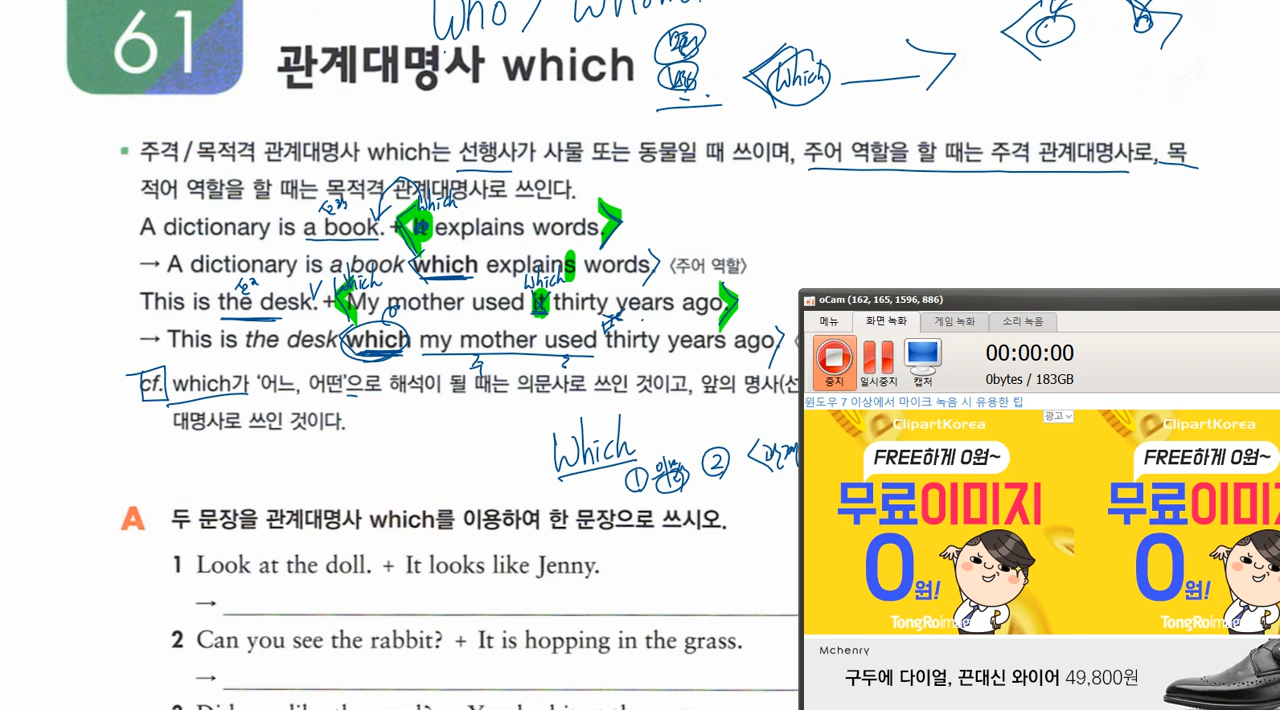 who / whom
61
관계대명사 which
which
주격/목적격 관계대명사 which는 선행사가 사물 또는 동물일 때 쓰이며, 주어 역할을 할 때는 주격 관계대명사로, 목
적어 역할을 할 때는 목적격 관계대명사로 쓰인다.
which
A dictionary is a book. + It explains words.
→ A dictionary is a book which explains words. 〈주어 역할〉
which which
This is the desk. + My mother used it thirty years ago.
→ This is the desk which my mother used thirty years ago.
cf. which가 '어느, 어떤'으로 해석이 될 때는 의문사로 쓰인 것이고, 앞의 명사(선
대명사로 쓰인 것이다.
which
① ②
A 두 문장을 관계대명사 which를 이용하여 한 문장으로 쓰시오.
1 Look at the doll. + It looks like Jenny.
→
2 Can you see the rabbit? + It is hopping in the grass.
→
oCam (162, 165, 1596, 886)
메뉴 화면 녹화 게임 녹화 소리 녹음
중지 일시중지 캡처
00:00:00
0bytes / 183GB
윈도우 7 이상에서 마이크 녹음 시 유용한 팁
광고
ClipartKorea ClipartKorea
FREE하게 0원~ FREE하게 0원~
무료이미지 무료이미
0원! 0원!
TongRoimag TongRoim
Mchenry
구두에 다이얼, 끈대신 와이어 49,800원